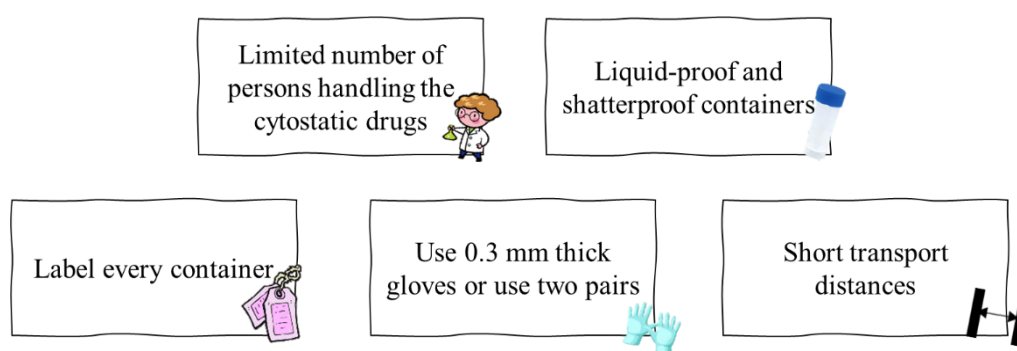 Limited number of
persons handling the
cytostatic drugs
Liquid-proof and
shatterproof containers
Label every container
Use 0.3 mm thick
gloves or use two pairs
Short transport
distances